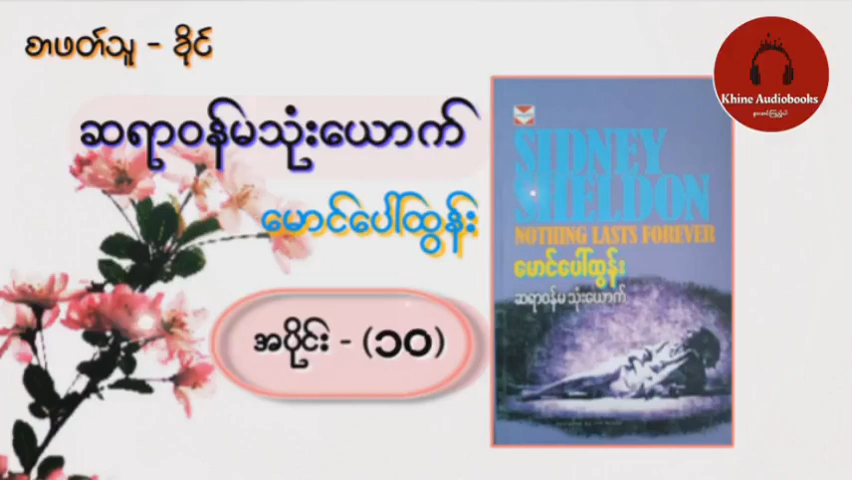 စာဖတ်သူ - ခိုင်
Khine Audiobooks
ဆရာဝန်မသုံးယောက်
မောင်ပေါ်ထွန်း
အပိုင်း - (၁၀)
SIDNEY
SHELDON
NOTHING LASTS FOREVER
မောင်ပေါ်ထွန်း
ဆရာဝန်မသုံးယောက်